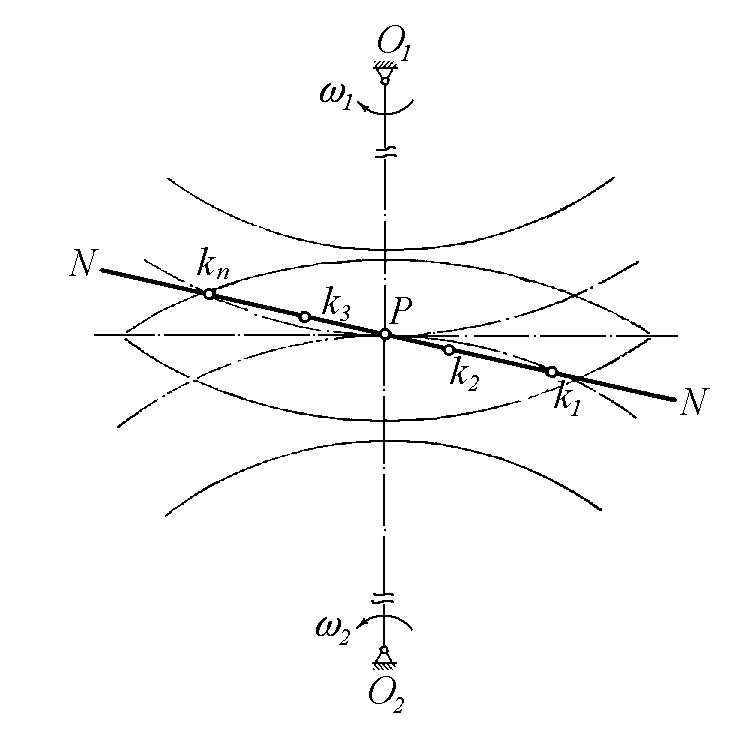 O₁
ω₁
N
kₙ
k₃
P
k₂
k₁
N
ω₂
O₂